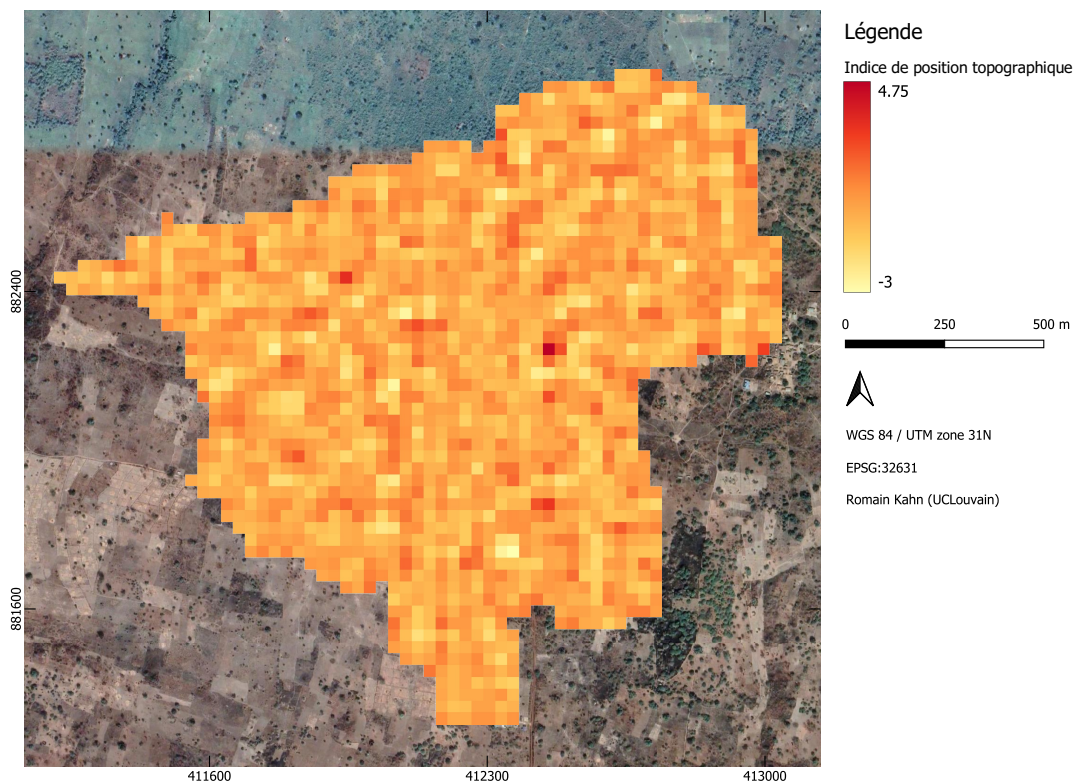 Légende
Indice de position topographique
4.75
-3
0 250 500 m
WGS 84 / UTM zone 31N
EPSG:32631
Romain Kahn (UCLouvain)
882400
881600
411600 412300 413000